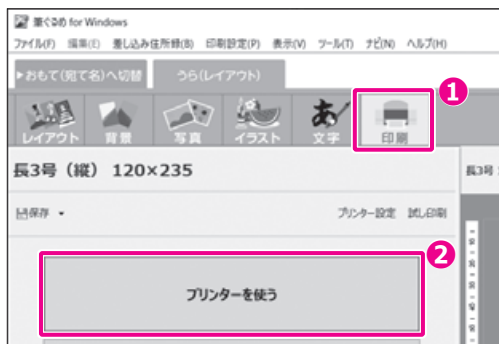 筆ぐるめ for Windows
ファイル(F) 編集(E) 差し込み住所録(B) 印刷設定(P) 表示(V) ツール(T) ナビ(N) ヘルプ(H)
▶おもて(宛て名)へ切替 うら(レイアウト)
1
レイアウト 背景 写真 イラスト 文字 印刷
長3号（縦） 120×235
長3号
保存 ▾ プリンター設定 試し印刷
2
プリンターを使う